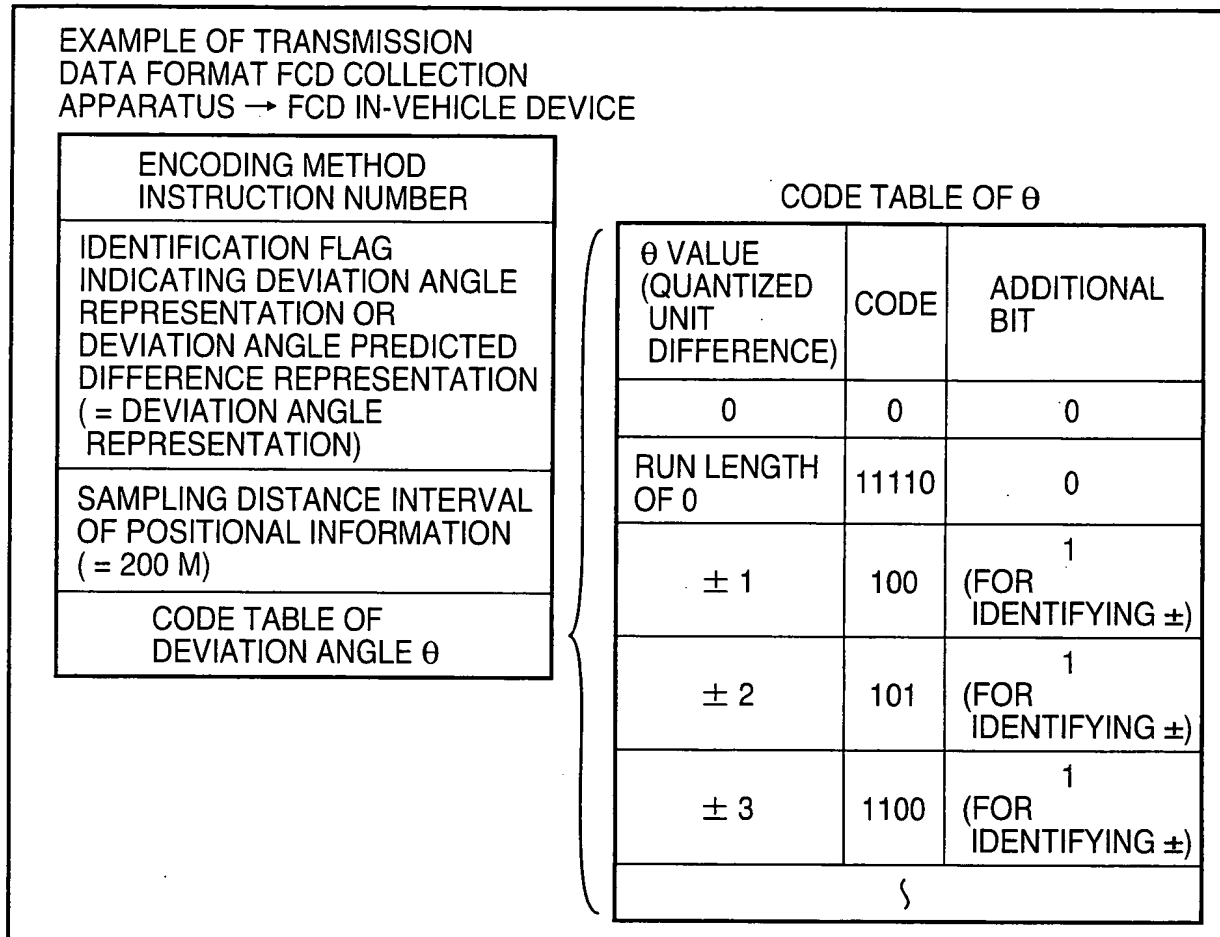 EXAMPLE OF TRANSMISSION
DATA FORMAT FCD COLLECTION
APPARATUS → FCD IN-VEHICLE DEVICE
ENCODING METHOD
INSTRUCTION NUMBER
IDENTIFICATION FLAG
INDICATING DEVIATION ANGLE
REPRESENTATION OR
DEVIATION ANGLE PREDICTED
DIFFERENCE REPRESENTATION
( = DEVIATION ANGLE
REPRESENTATION)
SAMPLING DISTANCE INTERVAL
OF POSITIONAL INFORMATION
( = 200 M)
CODE TABLE OF
DEVIATION ANGLE θ
CODE TABLE OF θ
θ VALUE
(QUANTIZED
UNIT
DIFFERENCE)
CODE
ADDITIONAL
BIT
0
0
0
RUN LENGTH
OF 0
11110
0
± 1
100
1
(FOR
IDENTIFYING ±)
± 2
101
1
(FOR
IDENTIFYING ±)
± 3
1100
1
(FOR
IDENTIFYING ±)